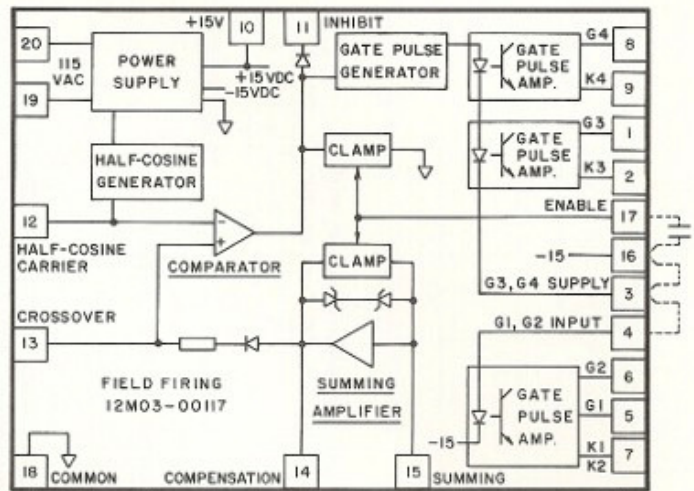 +15V
10
11
INHIBIT
20
115
VAC
19
POWER
SUPPLY
+15VDC
-15VDC
GATE PULSE
GENERATOR
GATE
PULSE
AMP.
G4
8
K4
9
HALF-COSINE
GENERATOR
CLAMP
GATE
PULSE
AMP.
G3
1
K3
2
12
HALF-COSINE
CARRIER
-
+
COMPARATOR
ENABLE
17
CLAMP
-15
16
G3, G4 SUPPLY
3
CROSSOVER
13
G1, G2 INPUT
4
FIELD FIRING
12M03-00117
SUMMING
AMPLIFIER
GATE
PULSE
AMP.
-15
G2
6
G1
5
K1
K2
7
18
COMMON
COMPENSATION
14
15
SUMMING